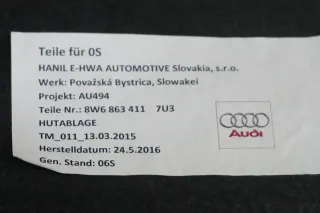 Teile für 0S
HANIL E-HWA AUTOMOTIVE Slovakia, s.r.o.
Werk: Považská Bystrica, Slowakei
Projekt: AU494
Teile Nr.: 8W6 863 411 7U3
HUTABLAGE
TM_011_13.03.2015
Herstelldatum: 24.5.2016
Gen. Stand: 06S
Audi